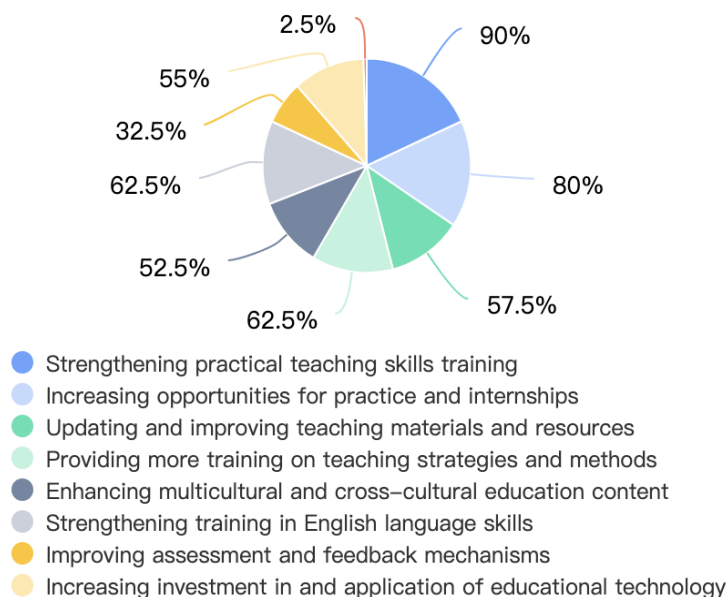 2.5%
90%
55%
32.5%
62.5%
80%
52.5%
57.5%
62.5%
Strengthening practical teaching skills training
Increasing opportunities for practice and internships
Updating and improving teaching materials and resources
Providing more training on teaching strategies and methods
Enhancing multicultural and cross-cultural education content
Strengthening training in English language skills
Improving assessment and feedback mechanisms
Increasing investment in and application of educational technology